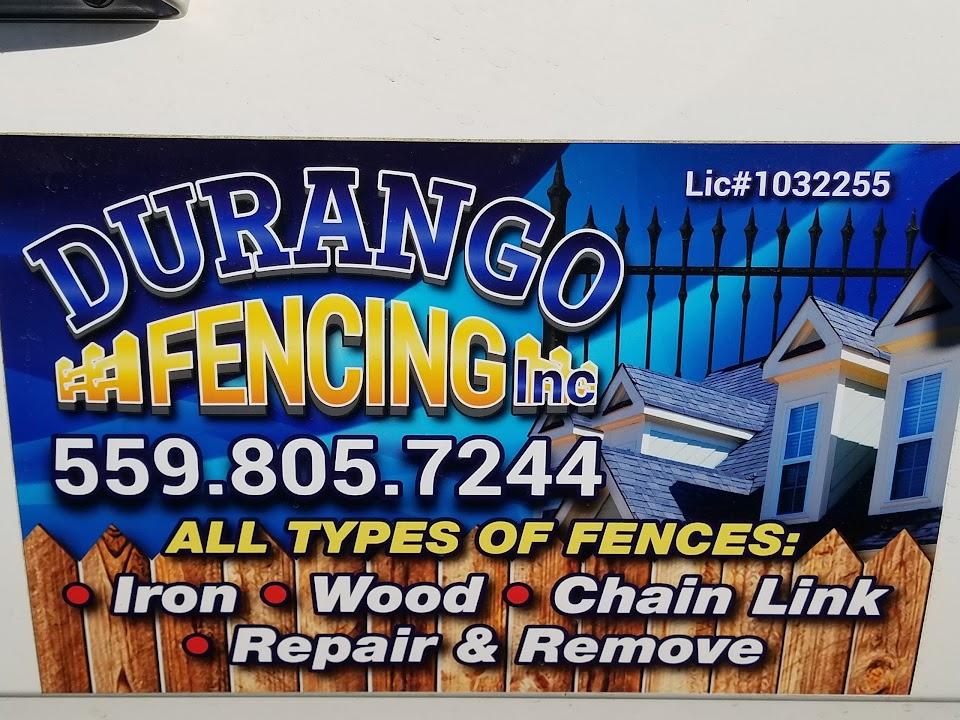 Lic#1032255
DURANGO
FENCING Inc
559.805.7244
ALL TYPES OF FENCES:
• Iron • Wood • Chain Link
• Repair & Remove